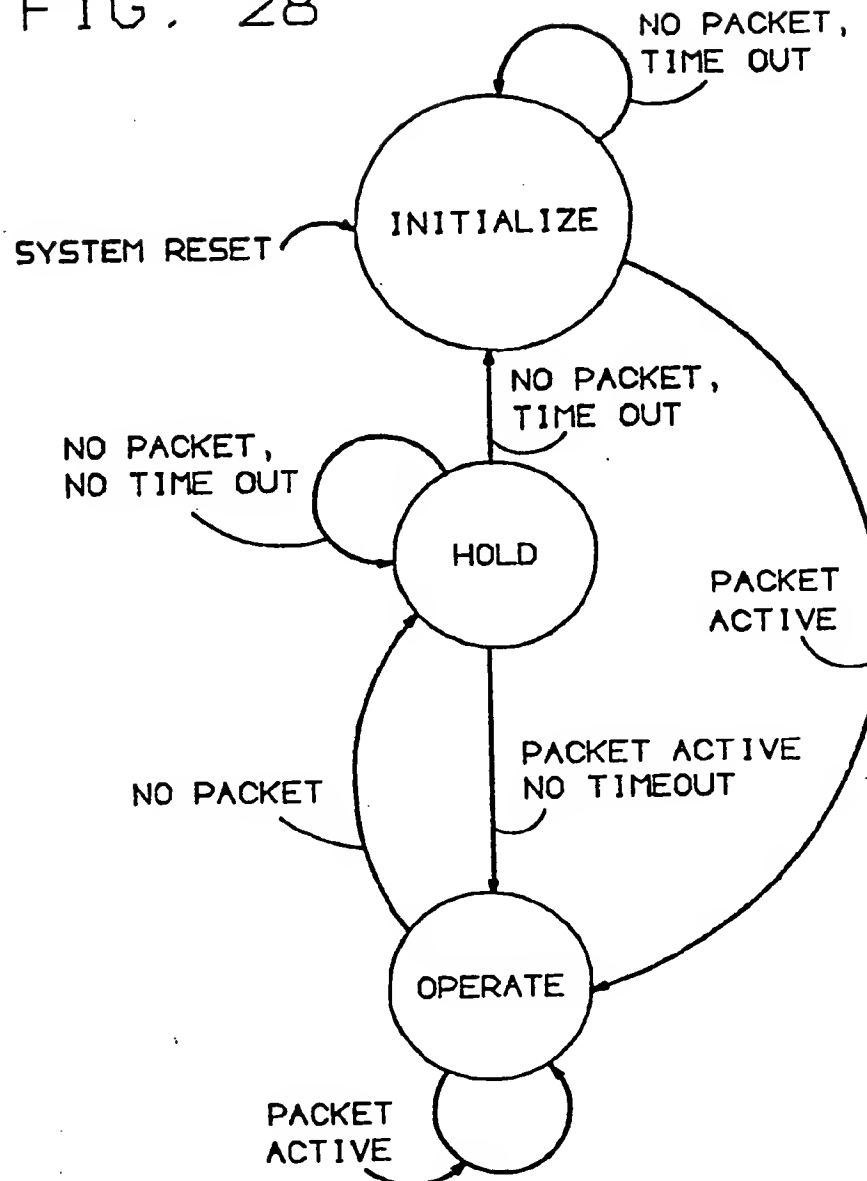 FIG. 28
NO PACKET,
TIME OUT
INITIALIZE
SYSTEM RESET
NO PACKET,
TIME OUT
NO PACKET,
NO TIME OUT
HOLD
PACKET
ACTIVE
PACKET ACTIVE
NO TIMEOUT
NO PACKET
OPERATE
PACKET
ACTIVE